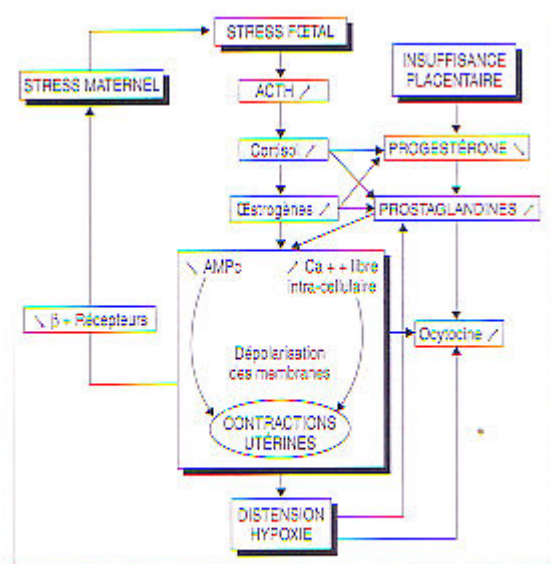 STRESS FŒTAL
INSUFFISANCE
PLACENTAIRE
STRESS MATERNEL
ACTH ↗
Cortisol ↗
PROGESTÉRONE ↘
Œstrogènes ↗
PROSTAGLANDINES ↗
↘ AMPc
↗ Ca + + libre
intra-cellulaire
↘ β + Récepteurs
Ocytocine ↗
Dépolarisation
des membranes
CONTRACTIONS
UTÉRINES
DISTENSION
HYPOXIE